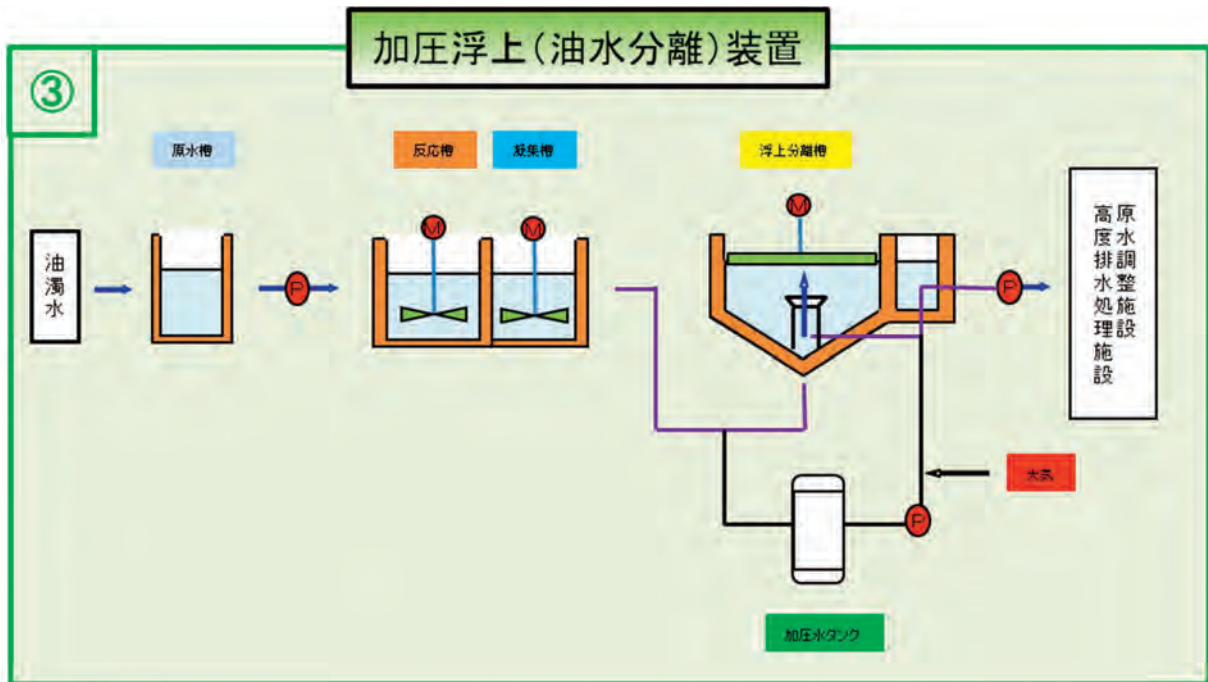 加圧浮上(油水分離)装置
③
原水槽
反応槽
凝集槽
浮上分離槽
油濁水
M
M
M
P
P
原水調整施設
高度排水処理施設
大気
P
加圧水タンク